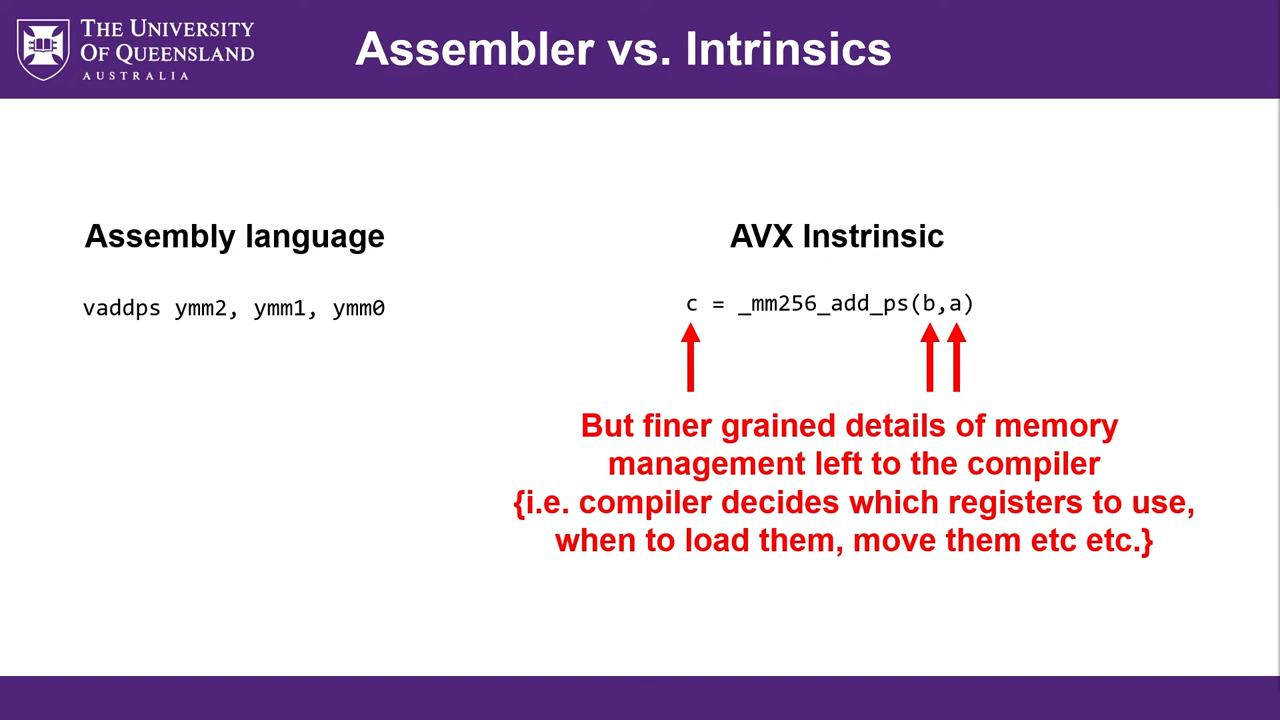 THE UNIVERSITY
OF QUEENSLAND
AUSTRALIA
Assembler vs. Intrinsics
Assembly language
vaddps ymm2, ymm1, ymm0
AVX Instrinsic
c = _mm256_add_ps(b,a)
But finer grained details of memory
management left to the compiler
{i.e. compiler decides which registers to use,
when to load them, move them etc etc.}